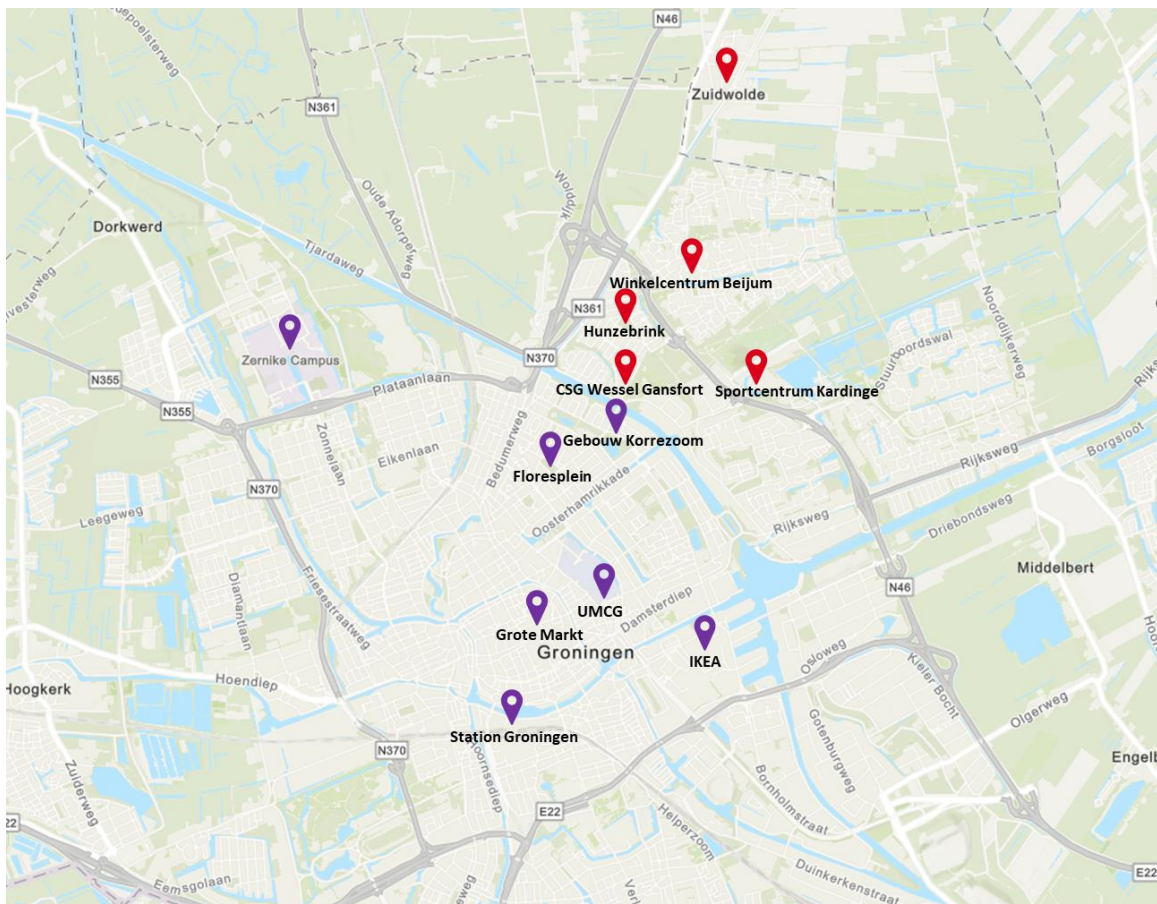 N46
Zuidwolde
N361
Wolddijk
Oude Adorperweg
Dorkwerd
Tjardaweg
Winkelcentrum Beijum
N361
Hunzebrink
Noorddijkerweg
Stuurboordswal
Zernike Campus
N370
N355
Plataanlaan
CSG Wessel Gansfort
Sportcentrum Kardinge
N355
Zonnelaan
Bedumerweg
Gebouw Korrezoom
Eikenlaan
Floresplein
Rijksweg
Borgsloot
N370
Oosterhamrikkade
Leegeweg
Rijksweg
Driebondsweg
Diamantlaan
Friesestraatweg
Middelbert
N46
UMCG
Damsterdiep
Grote Markt
Groningen
IKEA
Osloweg
Kieler Bocht
Hoogkerk
Hoendiep
Olgerweg
Station Groningen
Gotenburgweg
N370
Hoornsediep
Engelb
Zuiderweg
Bornholmstraat
E22
Helperzoom
22
Duinkerkenstraat
E22
Eemsgolaan